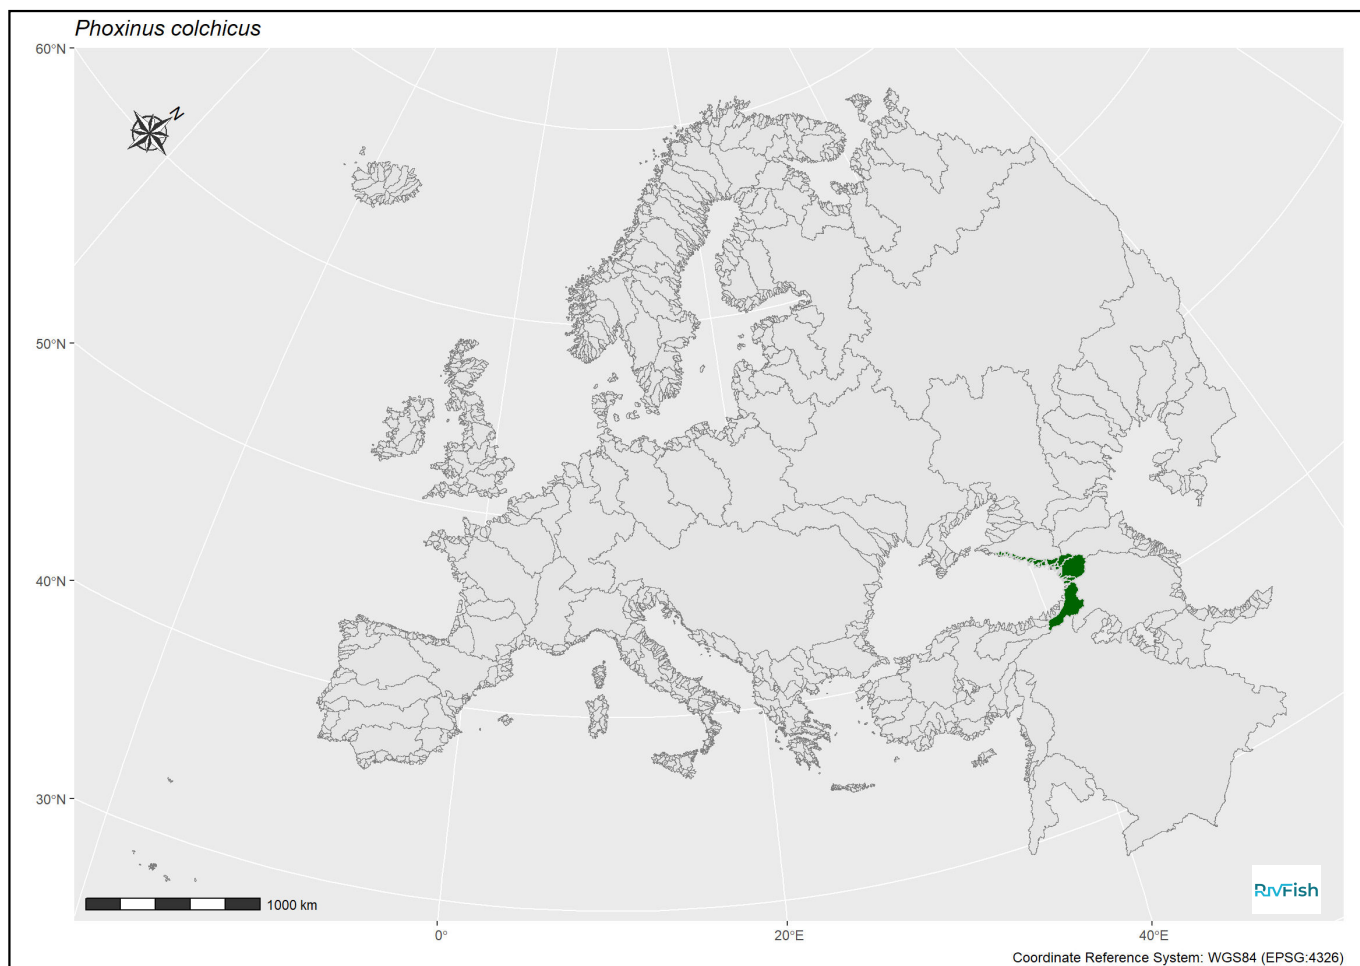 Phoxinus colchicus
60°N
N
50°N
40°N
30°N
1000 km
RIVFISH
0°
20°E
40°E
Coordinate Reference System: WGS84 (EPSG:4326)